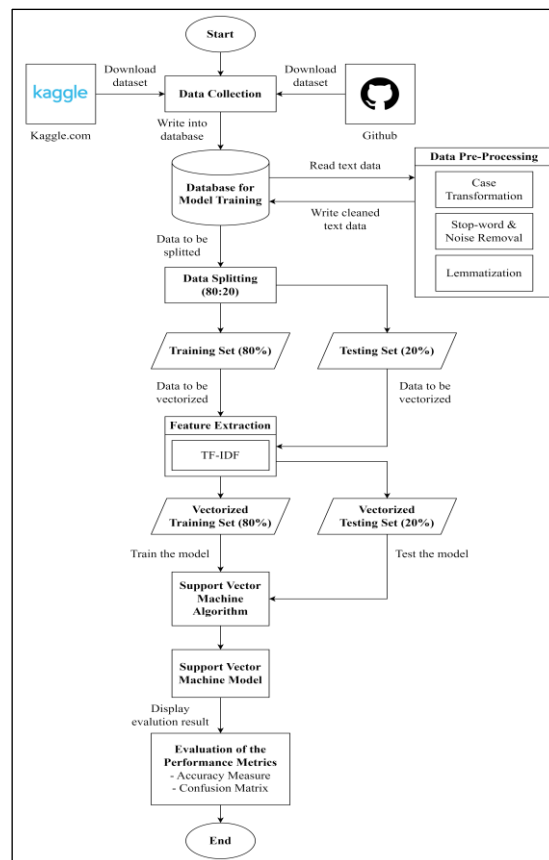 Start
Download
dataset
Download
dataset
kaggle
Data Collection
Kaggle.com
Write into
database
Github
Data Pre-Processing
Read text data
Case
Transformation
Database for
Model Training
Write cleaned
text data
Stop-word &
Noise Removal
Data to be
splitted
Lemmatization
Data Splitting
(80:20)
Training Set (80%)
Testing Set (20%)
Data to be
vectorized
Data to be
vectorized
Feature Extraction
TF-IDF
Vectorized
Training Set (80%)
Vectorized
Testing Set (20%)
Train the model
Test the model
Support Vector
Machine
Algorithm
Support Vector
Machine Model
Display
evalution result
Evaluation of the
Performance Metrics
- Accuracy Measure
- Confusion Matrix
End